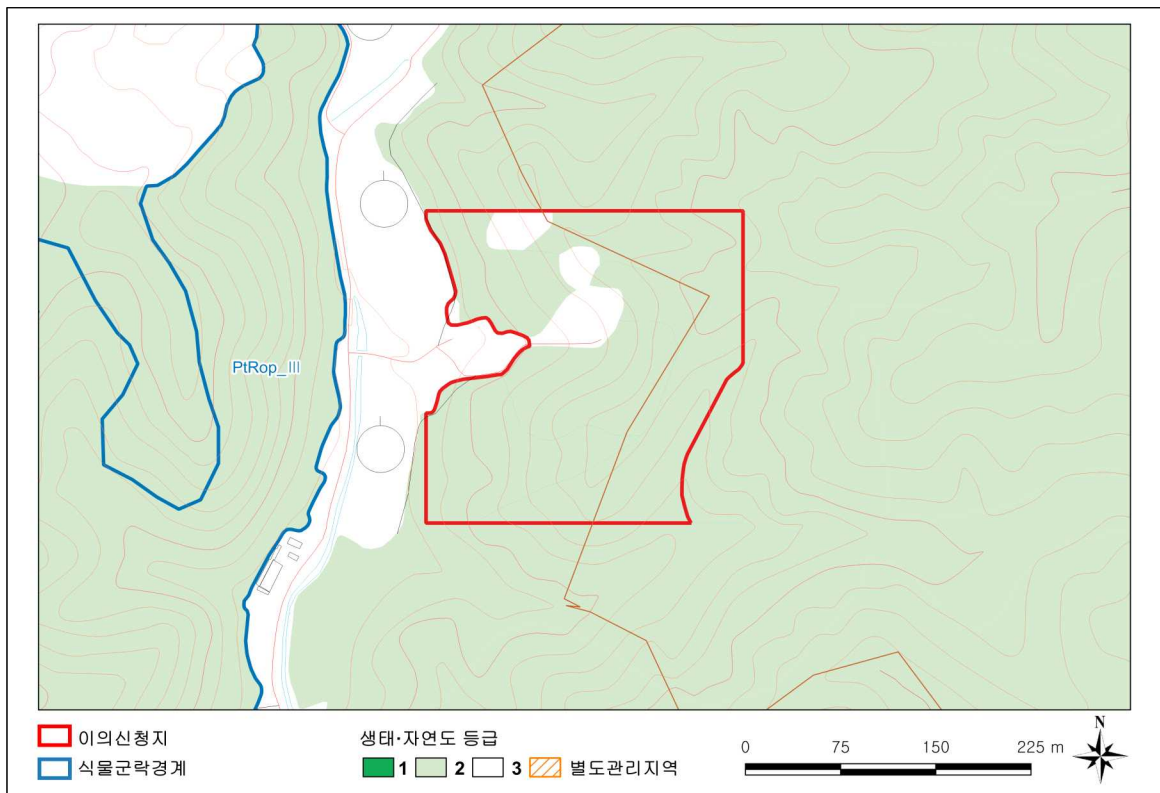 PtRop_III
이의신청지
식물군락경계
생태·자연도 등급
1 2 3 별도관리지역
0 75 150 225 m
N